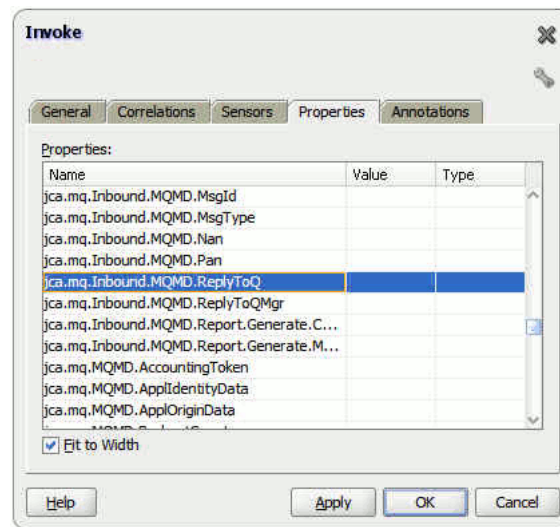 Invoke
General Correlations Sensors Properties Annotations
Properties:
Name Value Type
jca.mq.Inbound.MQMD.MsgId
jca.mq.Inbound.MQMD.MsgType
jca.mq.Inbound.MQMD.Nan
jca.mq.Inbound.MQMD.Pan
jca.mq.Inbound.MQMD.ReplyToQ
jca.mq.Inbound.MQMD.ReplyToQMgr
jca.mq.Inbound.MQMD.Report.Generate.C...
jca.mq.Inbound.MQMD.Report.Generate.M...
jca.mq.MQMD.AccountingToken
jca.mq.MQMD.ApplIdentityData
jca.mq.MQMD.ApplOriginData
Fit to Width
Help Apply OK Cancel